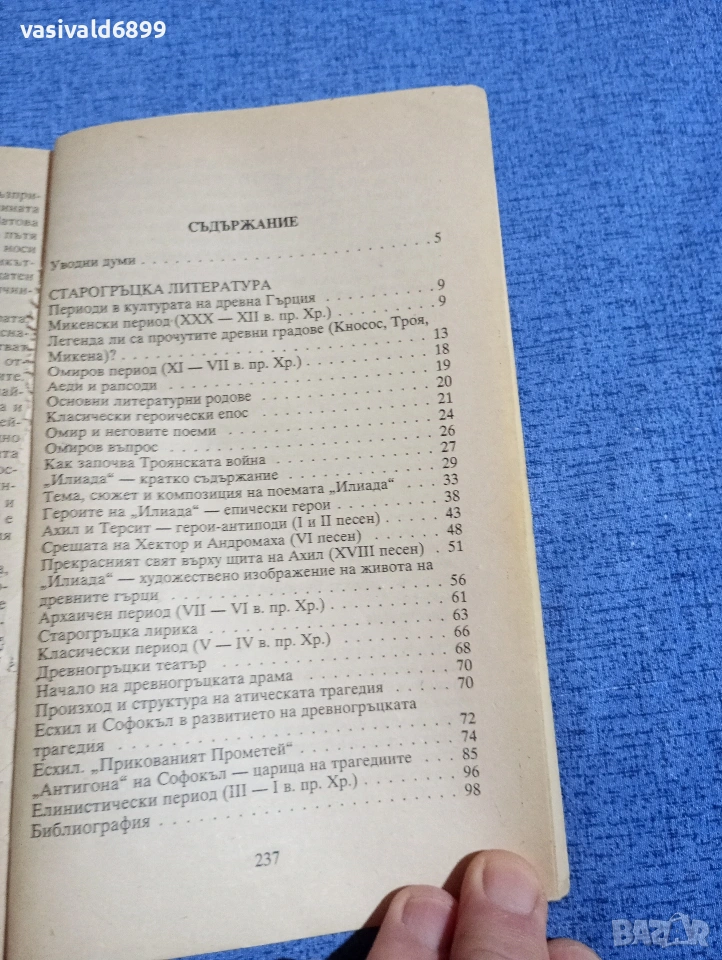 vasivald6899
ъзпри-
ината
пътя
носи
икът-
датен
СЪДЪРЖАНИЕ
Уводни думи . . . . . . . . . . . . . . . . . . . . . . . . 5
СТАРОГРЪЦКА ЛИТЕРАТУРА
Периоди в културата на древна Гърция . . . . . . . . 9
Микенски период (XXX — XII в. пр. Хр.) . . . . . . . . 9
Легенда ли са прочутите древни градове (Кносос, Троя,
Микена)? . . . . . . . . . . . . . . . . . . . . . . . . 13
Омиров период (XI — VII в. пр. Хр.) . . . . . . . . . . 18
Аеди и рапсоди . . . . . . . . . . . . . . . . . . . . 19
Основни литературни родове . . . . . . . . . . . . . . 20
Класически героически епос . . . . . . . . . . . . . . 21
Омир и неговите поеми . . . . . . . . . . . . . . . . 24
Омиров въпрос . . . . . . . . . . . . . . . . . . . . 26
Как започва Троянската война . . . . . . . . . . . . . 27
„Илиада“ — кратко съдържание . . . . . . . . . . . . 29
Тема, сюжет и композиция на поемата „Илиада“ . . . . 33
Героите на „Илиада“ — епически герои . . . . . . . . 38
Ахил и Терсит — герои-антиподи (I и II песен) . . . . 43
Срещата на Хектор и Андромаха (VI песен) . . . . . . 48
Прекрасният свят върху щита на Ахил (XVIII песен) . 51
„Илиада“ — художествено изображение на живота на
древните гърци . . . . . . . . . . . . . . . . . . . . 56
Архаичен период (VII — VI в. пр. Хр.) . . . . . . . . 61
Старогръцка лирика . . . . . . . . . . . . . . . . . . 63
Класически период (V — IV в. пр. Хр.) . . . . . . . . 66
Древногръцки театър . . . . . . . . . . . . . . . . . 68
Начало на древногръцката драма . . . . . . . . . . . 70
Произход и структура на атическата трагедия . . . . . 70
Есхил и Софокъл в развитието на древногръцката
трагедия . . . . . . . . . . . . . . . . . . . . . . . 72
Есхил. „Прикованият Прометей“ . . . . . . . . . . . . 74
„Антигона“ на Софокъл — царица на трагедиите . . . . 85
Елинистически период (III — I в. пр. Хр.) . . . . . . . 96
Библиография . . . . . . . . . . . . . . . . . . . . . 98
237
BAZAR